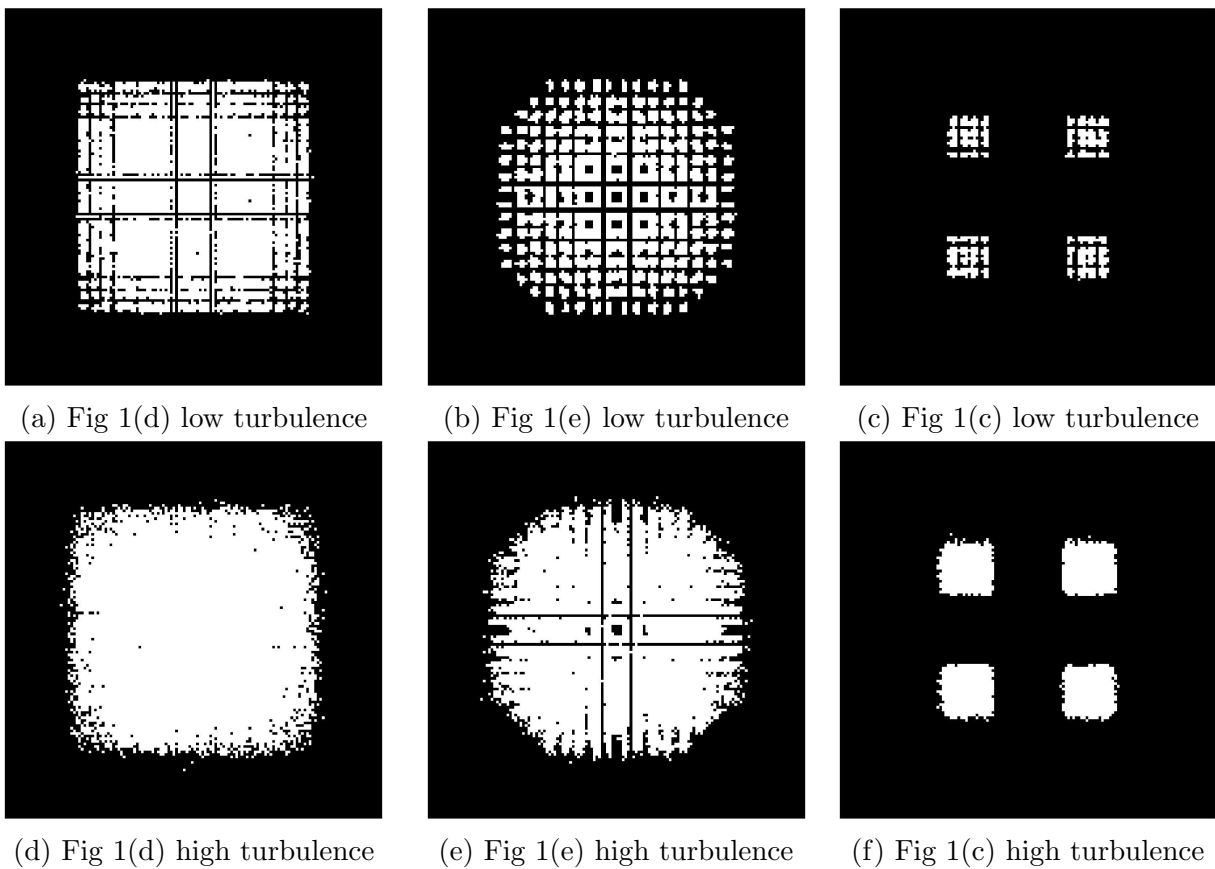 (a) Fig 1(d) low turbulence
(b) Fig 1(e) low turbulence
(c) Fig 1(c) low turbulence
(d) Fig 1(d) high turbulence
(e) Fig 1(e) high turbulence
(f) Fig 1(c) high turbulence